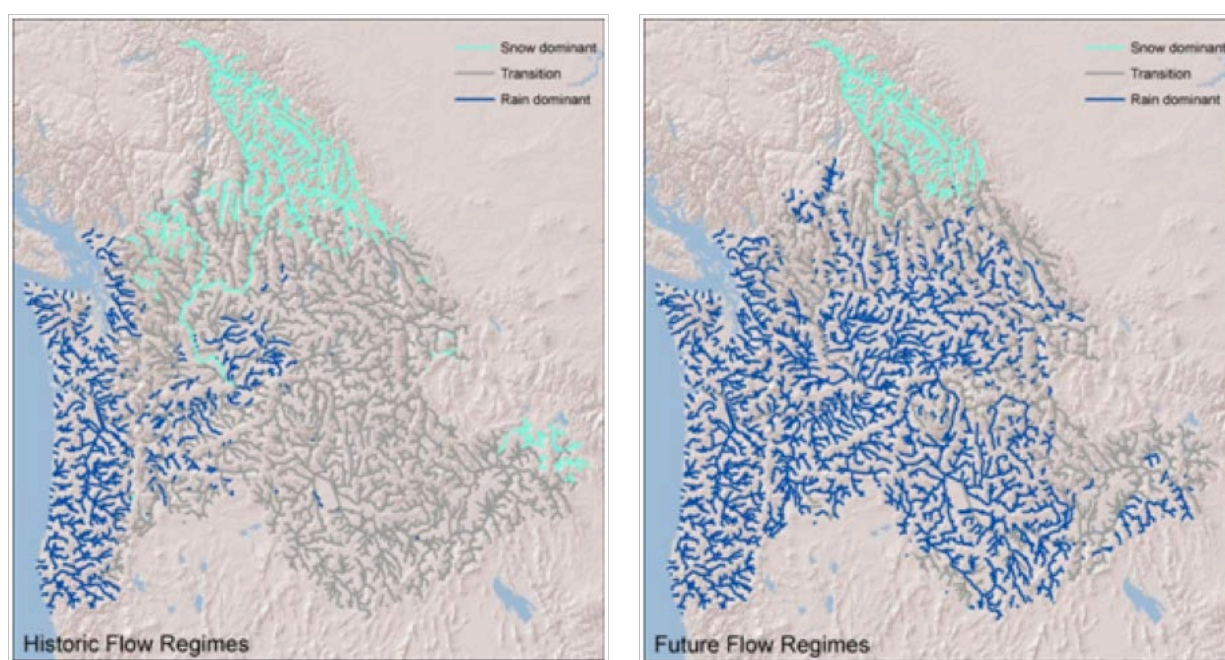 Snow dominant
Transition
Rain dominant
Historic Flow Regimes
Snow dominant
Transition
Rain dominant
Future Flow Regimes